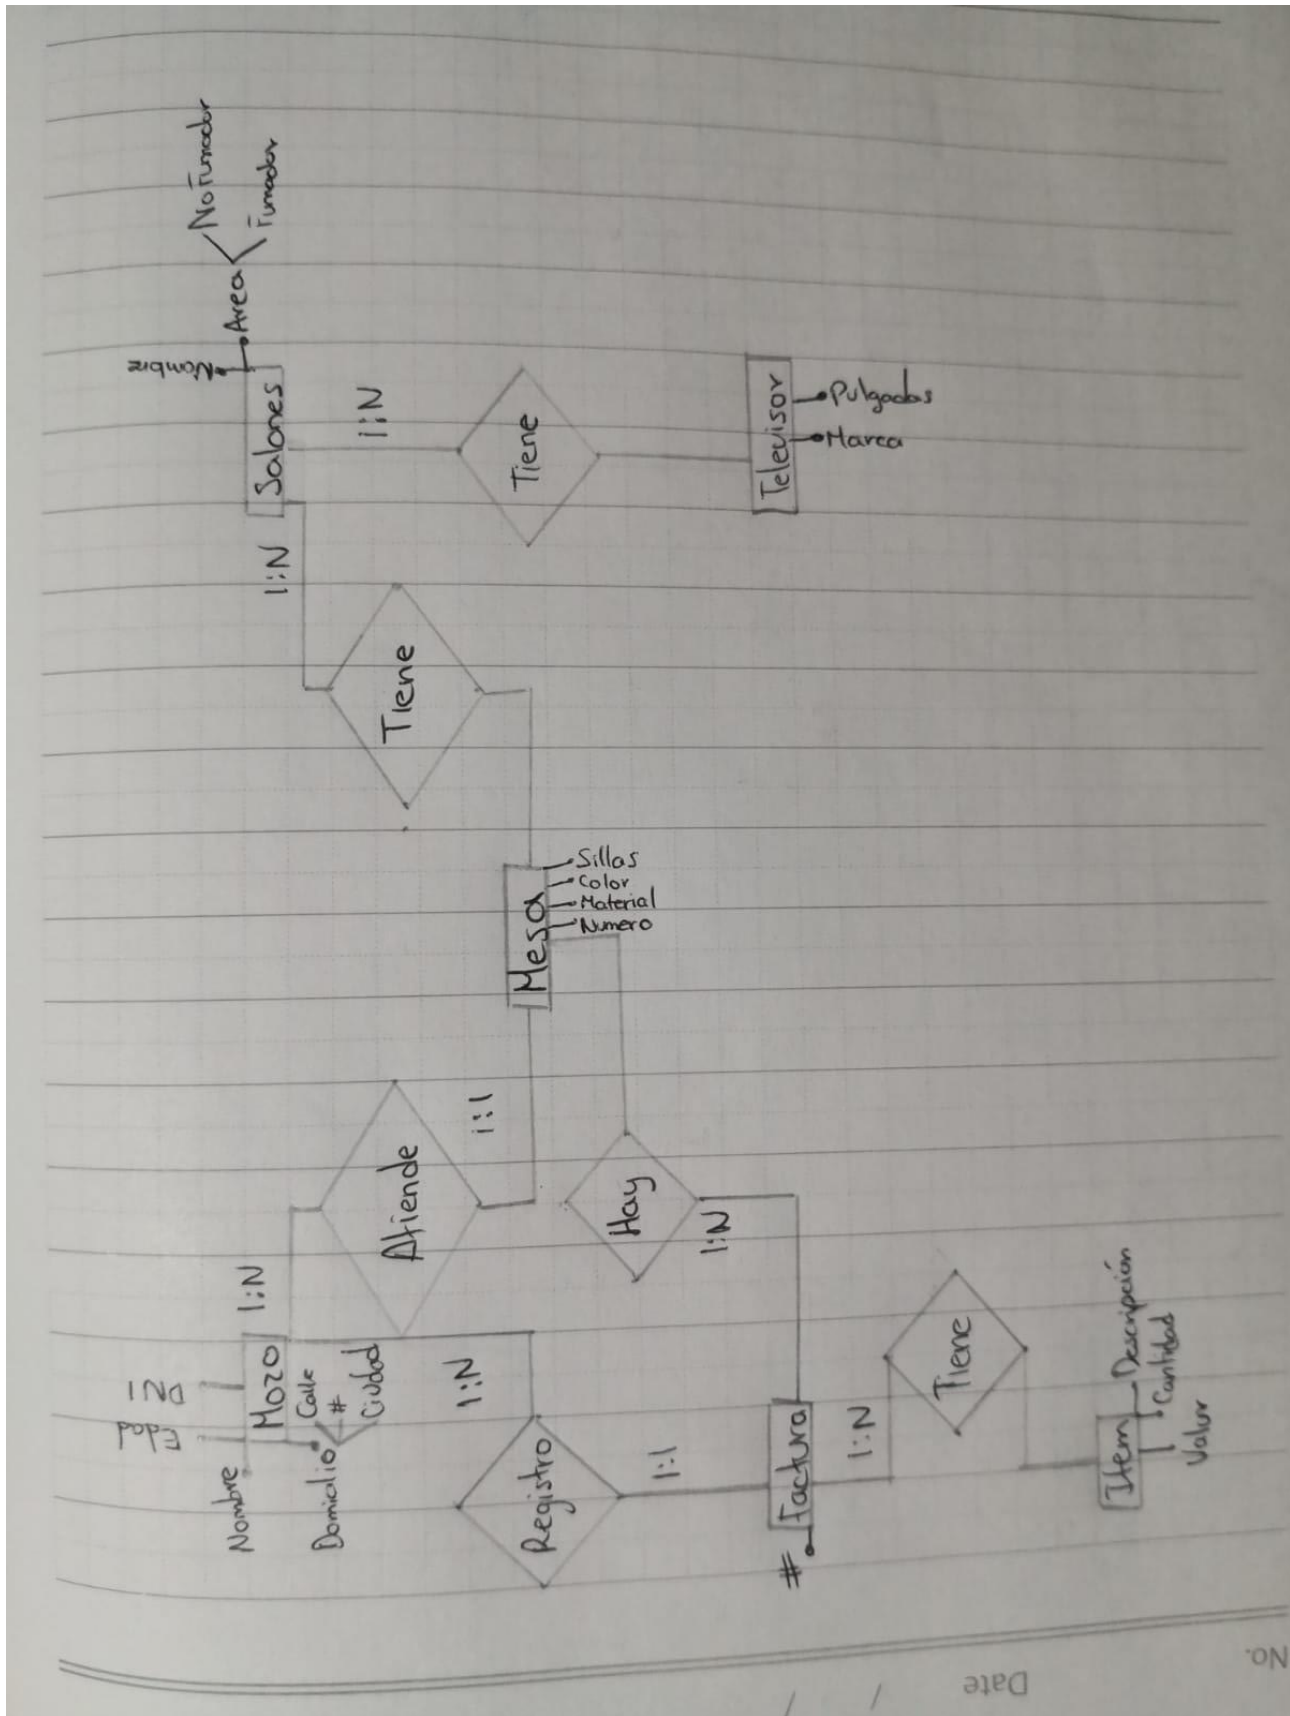 DNI
Edad
Nombre
Mozo
Domicilio
Calle
#
Ciudad
1:N
Atiende
1:1
1:N
Registro
1:1
Hay
1:N
Mesa
Sillas
Color
Material
Numero
Tiene
1:N
Salones
Nombre
Area
No Fumador
Fumador
1:N
Tiene
Televisor
Pulgadas
Marca
#
Factura
1:N
Tiene
Item
Descripción
Cantidad
Valor
No.
Date / /